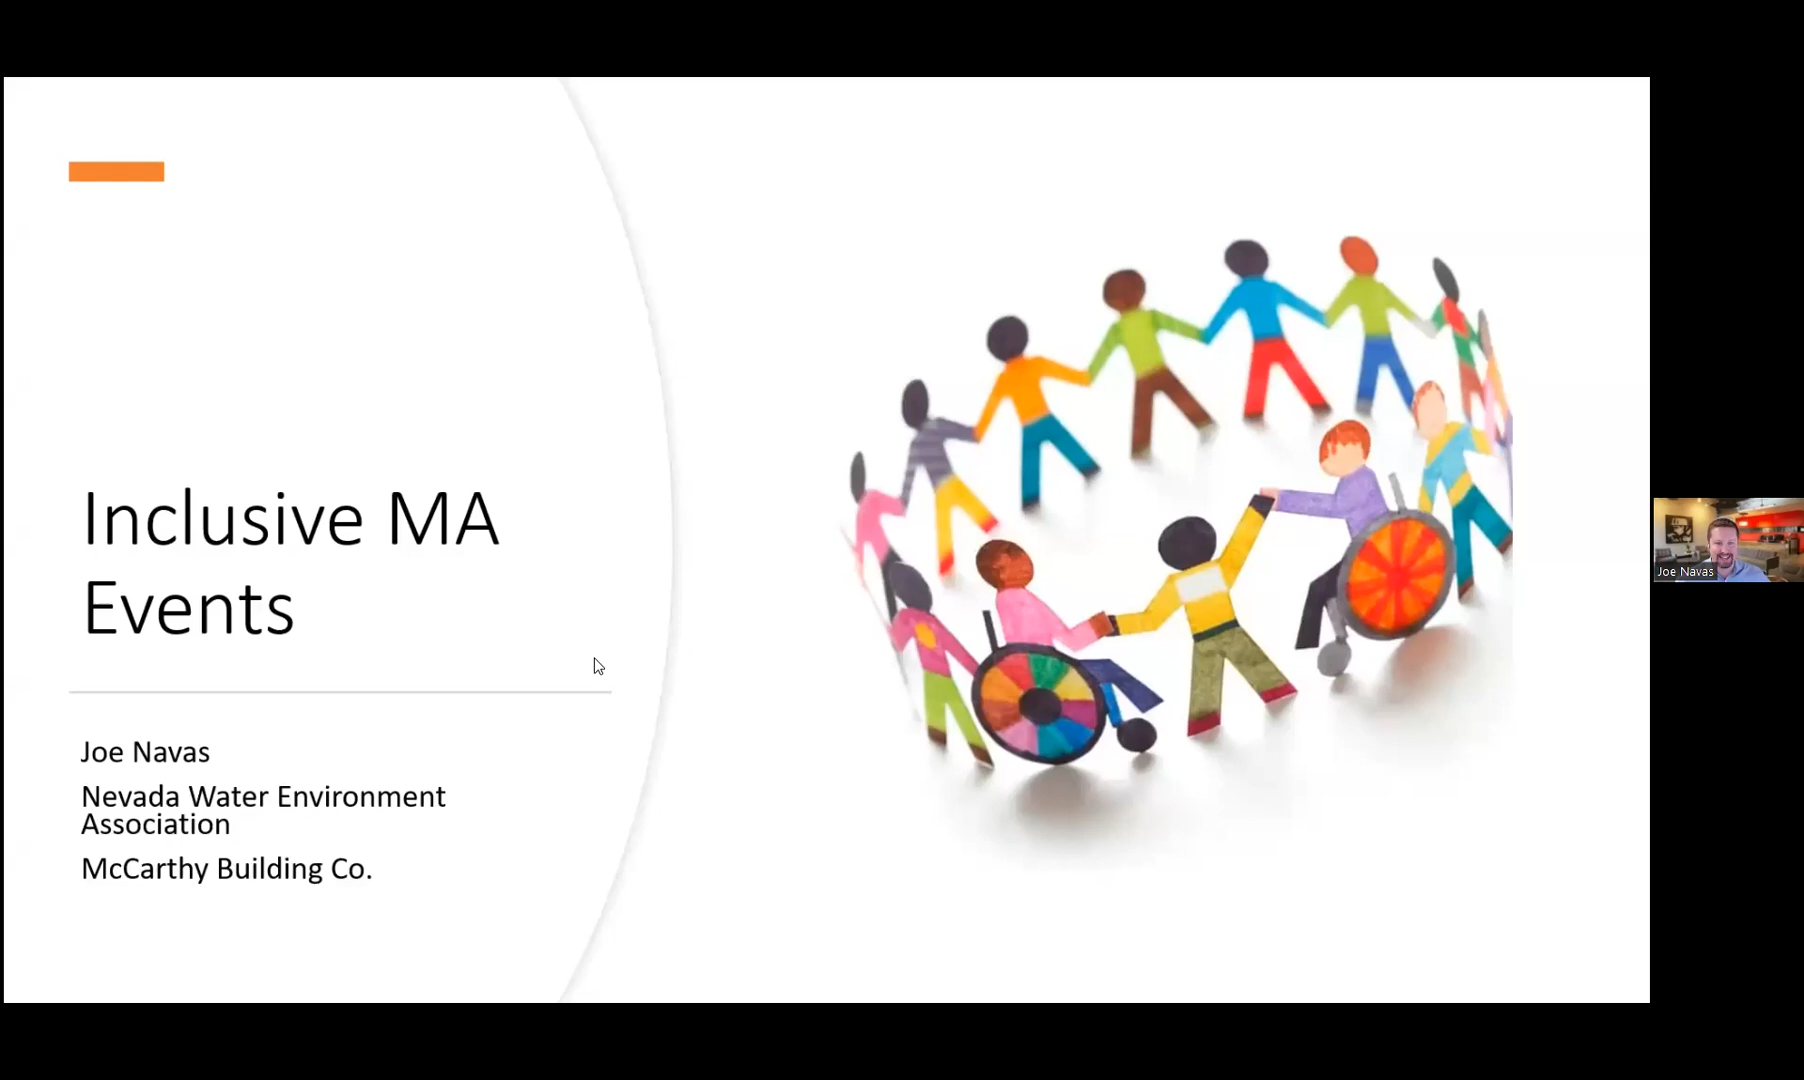 Inclusive MA
Events
Joe Navas
Nevada Water Environment
Association
McCarthy Building Co.
Joe Navas